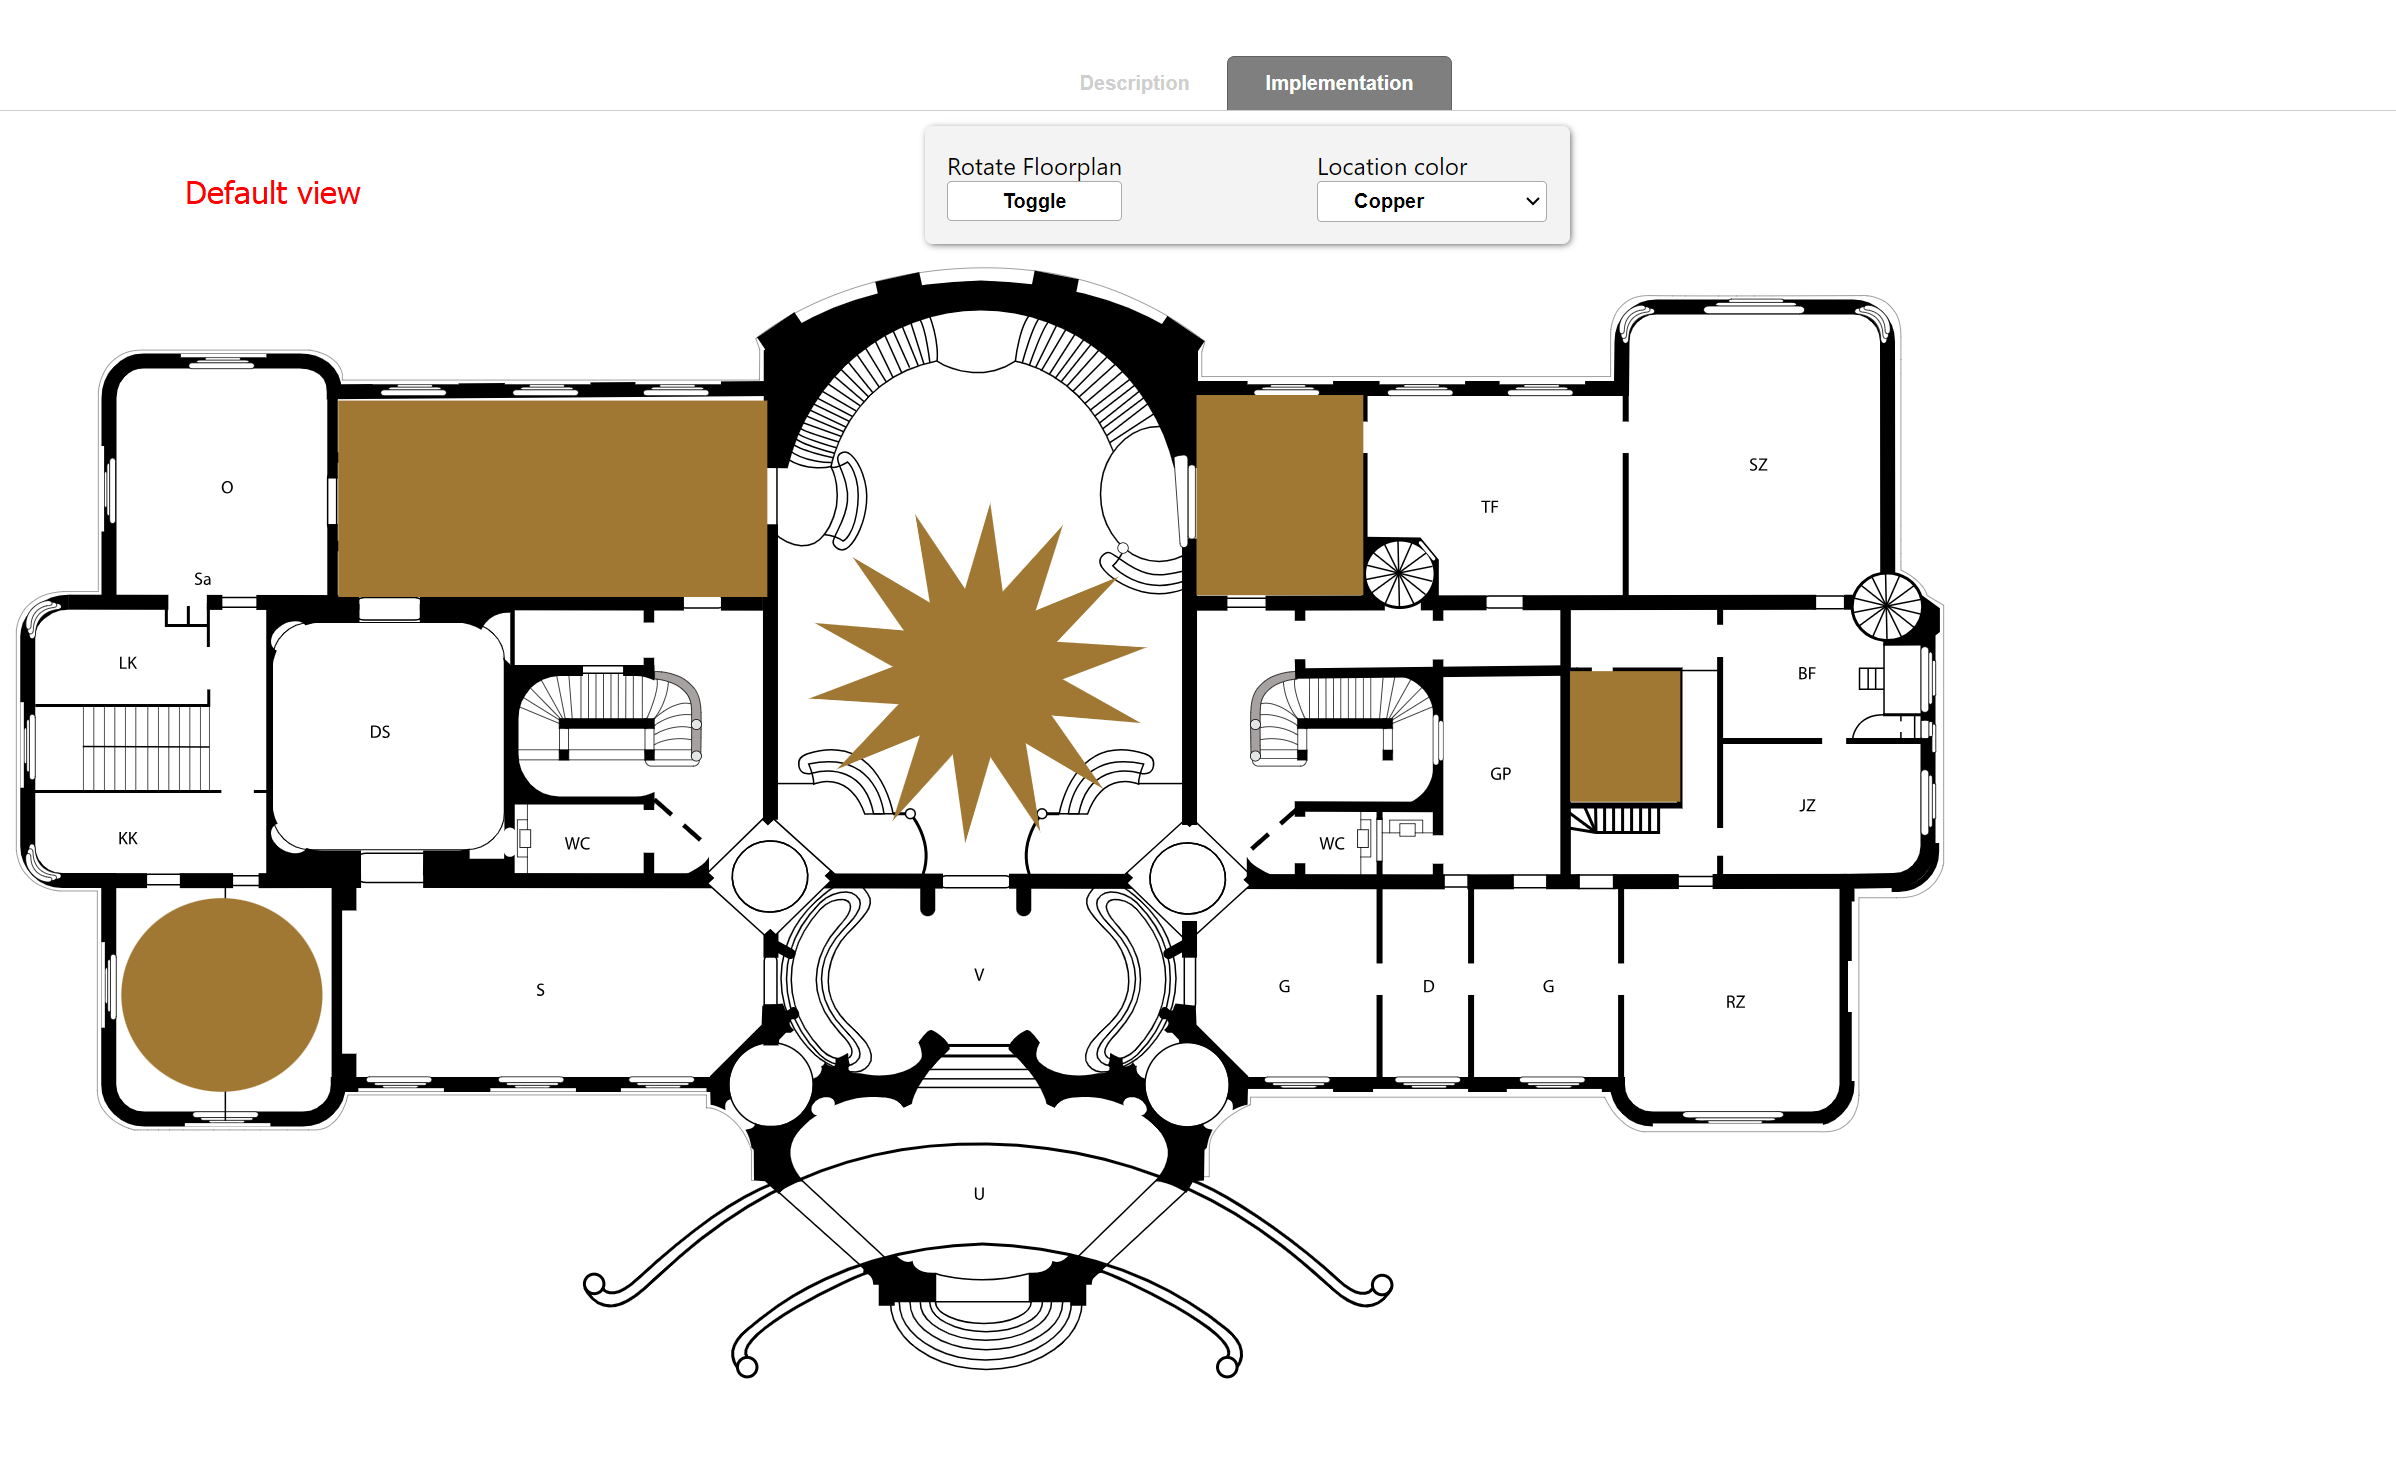 Description
Implementation
Rotate Floorplan
Location color
Toggle
Copper
Default view
O
Sa
TF
SZ
LK
DS
BF
GP
JZ
KK
WC
WC
S
V
G
D
G
RZ
U